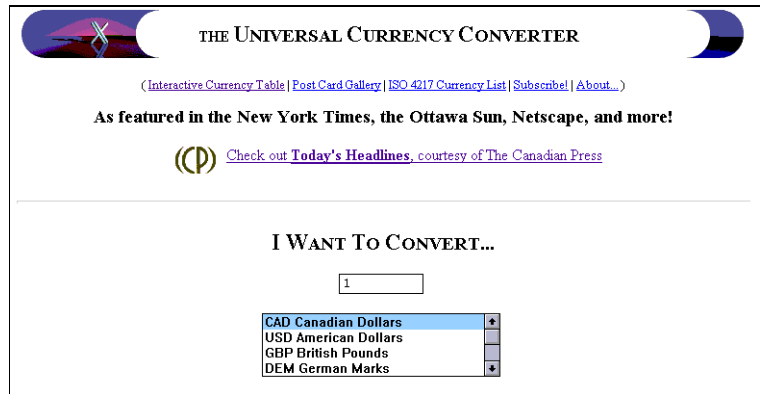 THE UNIVERSAL CURRENCY CONVERTER
( Interactive Currency Table | Post Card Gallery | ISO 4217 Currency List | Subscribe! | About... )
As featured in the New York Times, the Ottawa Sun, Netscape, and more!
((CP)) Check out Today's Headlines, courtesy of The Canadian Press
I WANT TO CONVERT...
1
CAD Canadian Dollars
USD American Dollars
GBP British Pounds
DEM German Marks